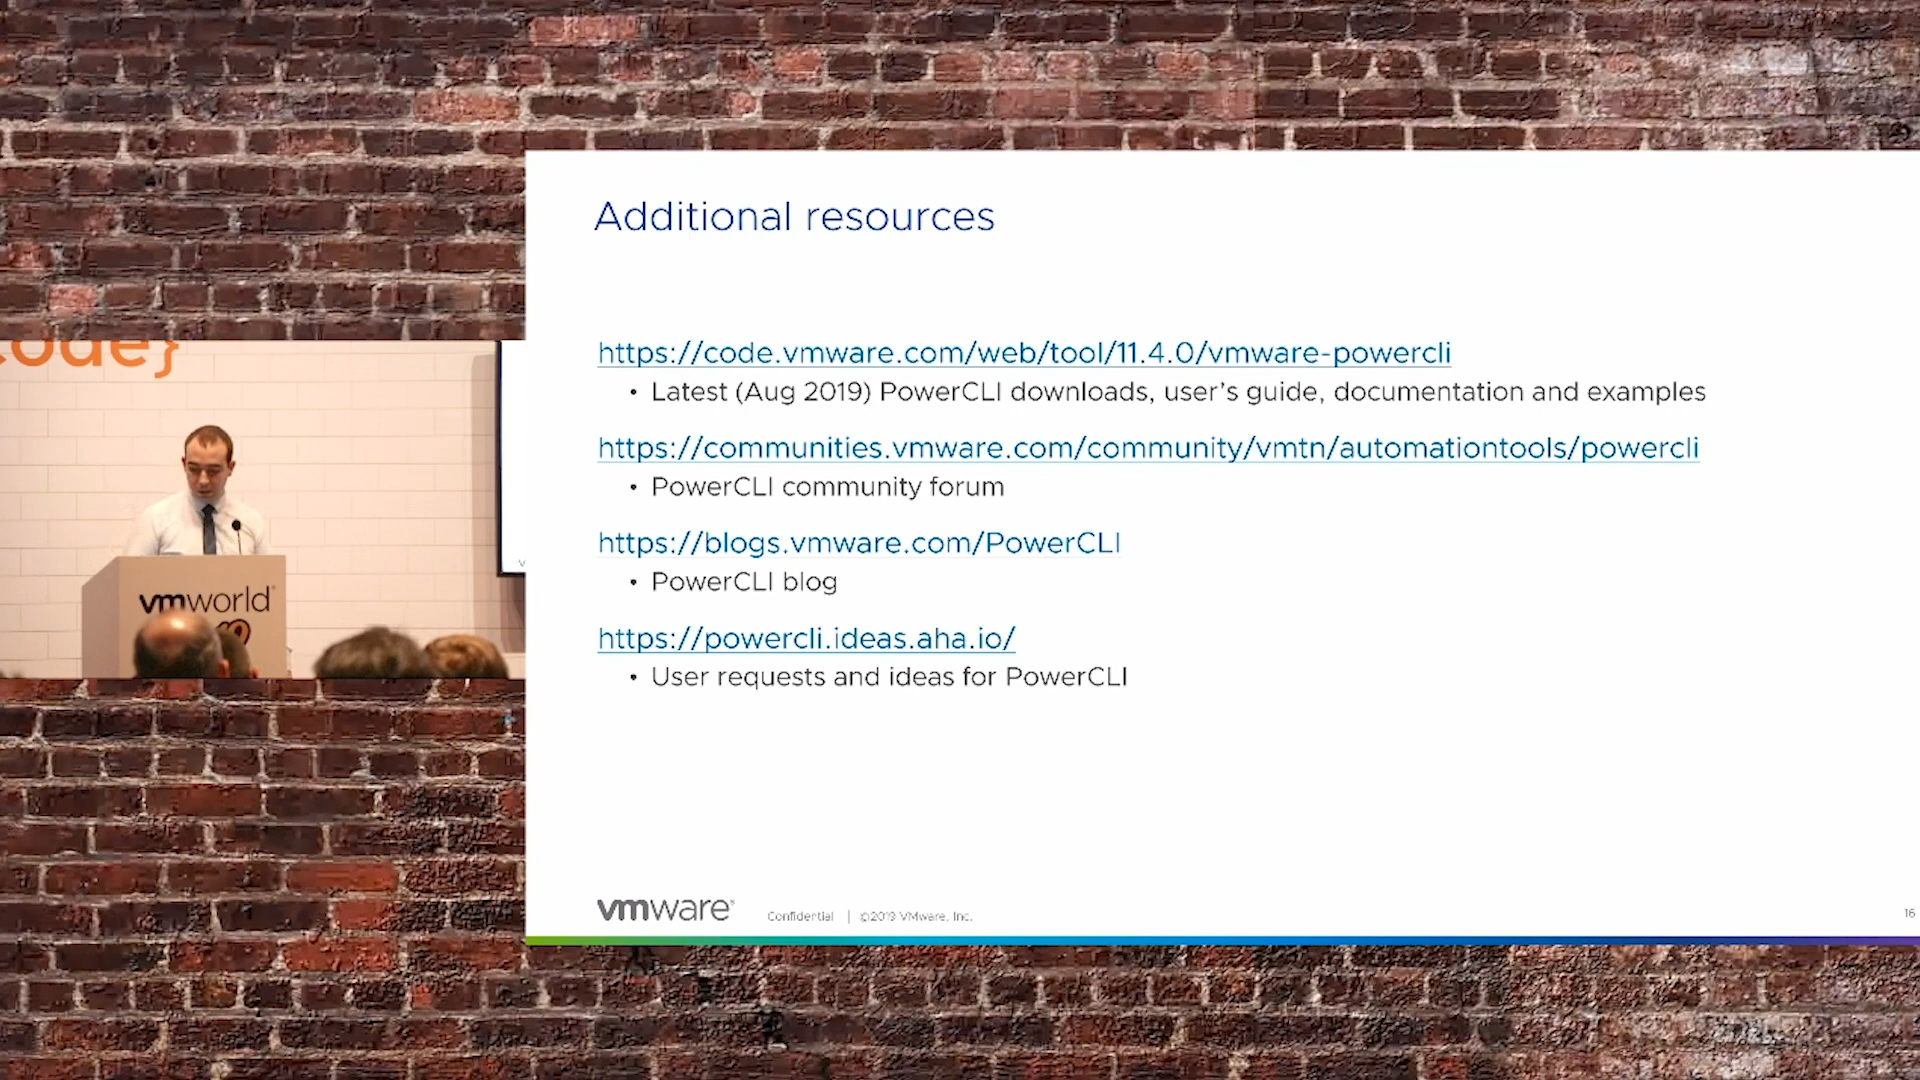 code}
vmworld
Additional resources
https://code.vmware.com/web/tool/11.4.0/vmware-powercli
• Latest (Aug 2019) PowerCLI downloads, user's guide, documentation and examples
https://communities.vmware.com/community/vmtn/automationtools/powercli
• PowerCLI community forum
https://blogs.vmware.com/PowerCLI
• PowerCLI blog
https://powercli.ideas.aha.io/
• User requests and ideas for PowerCLI
vmware®
Confidential | ©2019 VMware, Inc.
16